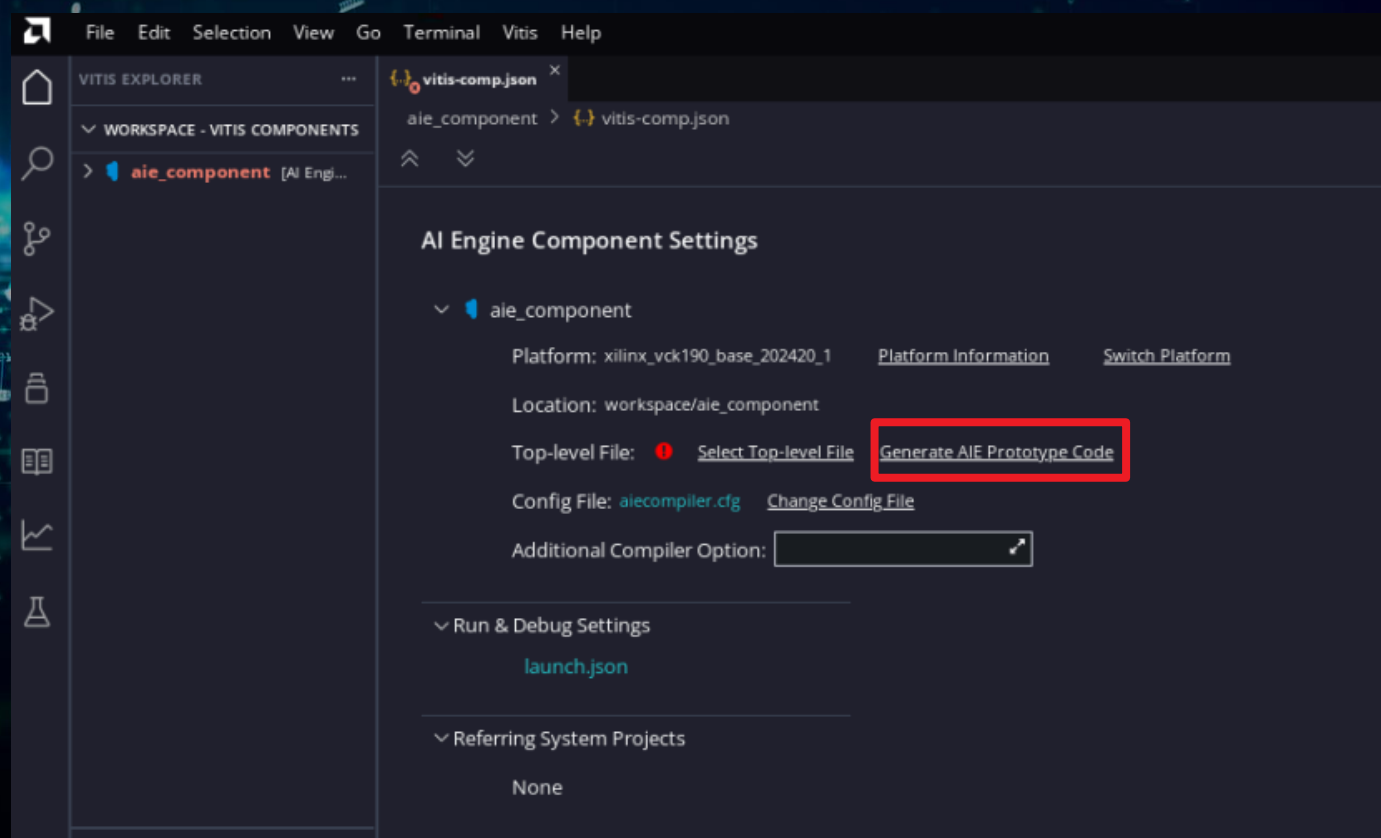 File Edit Selection View Go Terminal Vitis Help
VITIS EXPLORER ...
vitis-comp.json
WORKSPACE - VITIS COMPONENTS
aie_component > {..} vitis-comp.json
aie_component [AI Engi...
AI Engine Component Settings
aie_component
Platform: xilinx_vck190_base_202420_1 Platform Information Switch Platform
Location: workspace/aie_component
Top-level File: Select Top-level File Generate AIE Prototype Code
Config File: aiecompiler.cfg Change Config File
Additional Compiler Option:
Run & Debug Settings
launch.json
Referring System Projects
None